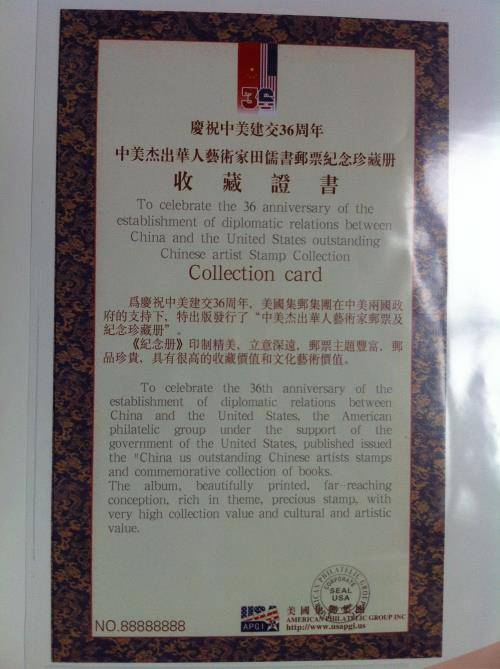 36
慶祝中美建交36周年
中美杰出華人藝術家田儒書郵票紀念珍藏册
收藏證書
To celebrate the 36 anniversary of the
establishment of diplomatic relations between
China and the United States outstanding
Chinese artist Stamp Collection
Collection card
爲慶祝中美建交36周年，美國集郵集團在中美兩國政
府的支持下，特出版發行了“中美杰出華人藝術家郵票及
紀念珍藏册”。
《紀念册》印制精美，立意深遠，郵票主題豐富，郵
品珍貴，具有很高的收藏價值和文化藝術價值。
To celebrate the 36th anniversary of the
establishment of diplomatic relations between
China and the United States, the American
philatelic group under the support of the
government of the United States, published issued
the "China us outstanding Chinese artists stamps
and commemorative collection of books.
The album, beautifully printed, far-reaching
conception, rich in theme, precious stamp, with
very high collection value and cultural and artistic
value.
CORPORATE
SEAL
USA
USA
APGI
美國集郵集團
AMERICAN PHILATELIC GROUP INC
http://www.usapgi.us
NO.88888888